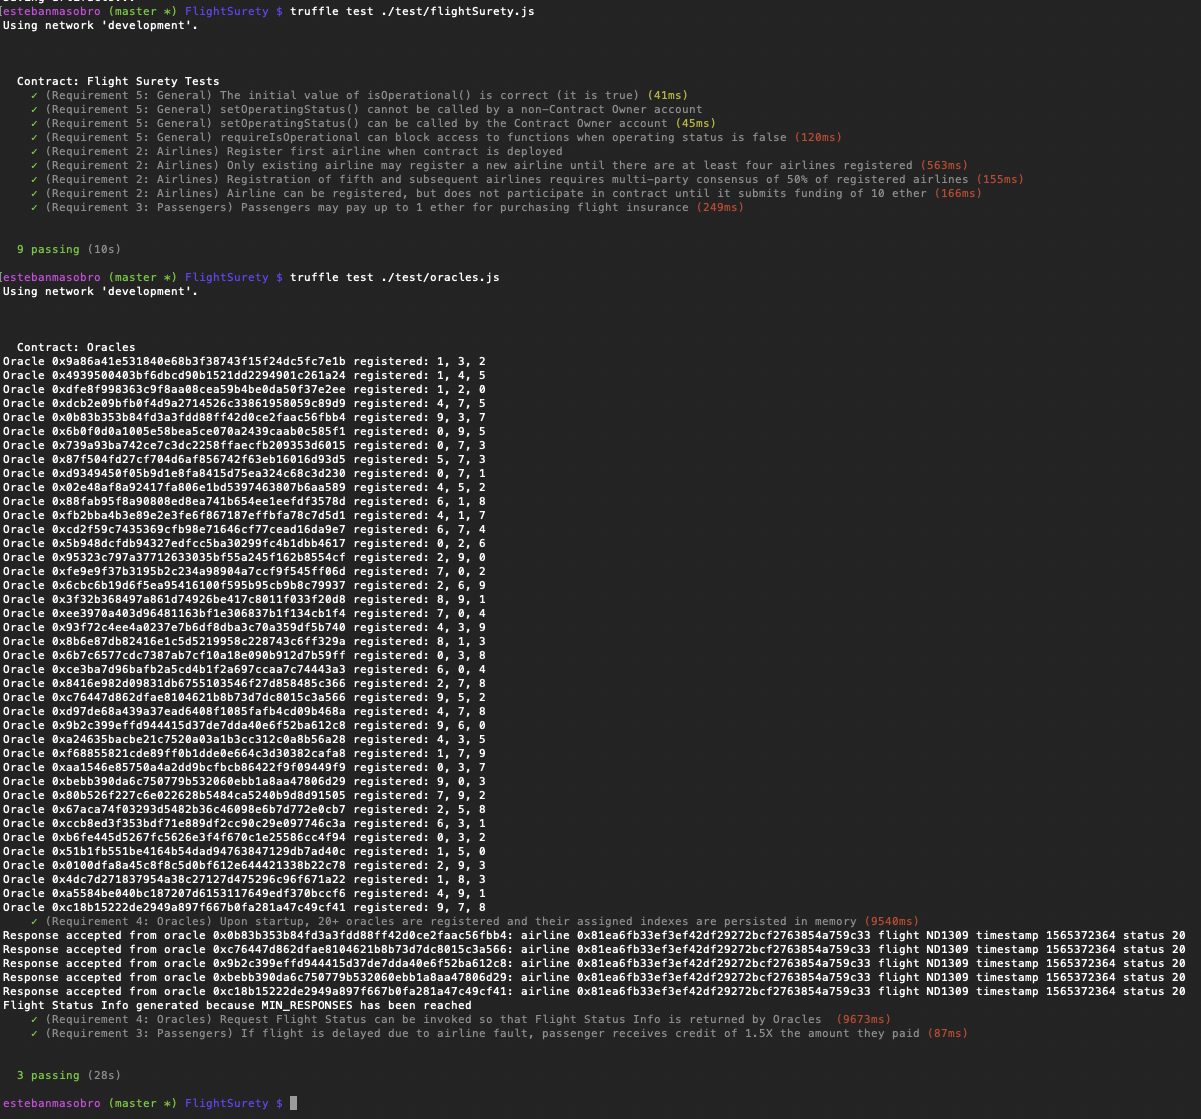 [estebanmasobro (master *) FlightSurety $ truffle test ./test/flightSurety.js
Using network 'development'.
Contract: Flight Surety Tests
✓ (Requirement 5: General) The initial value of isOperational() is correct (it is true) (41ms)
✓ (Requirement 5: General) setOperatingStatus() cannot be called by a non-Contract Owner account
✓ (Requirement 5: General) setOperatingStatus() can be called by the Contract Owner account (45ms)
✓ (Requirement 5: General) requireIsOperational can block access to functions when operating status is false (120ms)
✓ (Requirement 2: Airlines) Register first airline when contract is deployed
✓ (Requirement 2: Airlines) Only existing airline may register a new airline until there are at least four airlines registered (563ms)
✓ (Requirement 2: Airlines) Registration of fifth and subsequent airlines requires multi-party consensus of 50% of registered airlines (155ms)
✓ (Requirement 2: Airlines) Airline can be registered, but does not participate in contract until it submits funding of 10 ether (166ms)
✓ (Requirement 3: Passengers) Passengers may pay up to 1 ether for purchasing flight insurance (249ms)
9 passing (10s)
[estebanmasobro (master *) FlightSurety $ truffle test ./test/oracles.js
Using network 'development'.
Contract: Oracles
Oracle 0x9a86a41e531840e68b3f38743f15f24dc5fc7e1b registered: 1, 3, 2
Oracle 0x4939500403bf6dbcd90b1521dd2294901c261a24 registered: 1, 4, 5
Oracle 0xdfe8f998363c9f8aa08cea59b4be0da50f37e2ee registered: 1, 2, 0
Oracle 0xdcb2e09bfb0f4d9a2714526c33861958059c89d9 registered: 4, 7, 5
Oracle 0x0b83b353b84fd3a3fdd88ff42d0ce2faac56fbb4 registered: 9, 3, 7
Oracle 0x6b0f0d0a1005e58bea5ce070a2439caab0c585f1 registered: 0, 9, 5
Oracle 0x739a93ba742ce7c3dc2258ffaecfb209353d6015 registered: 0, 7, 3
Oracle 0x87f504fd27cf704d6af856742f63eb16016d93d5 registered: 5, 7, 3
Oracle 0xd9349450f05b9d1e8fa8415d75ea324c68c3d230 registered: 0, 7, 1
Oracle 0x02e48af8a92417fa806e1bd5397463807b6aa589 registered: 4, 5, 2
Oracle 0x88fab95f8a90808ed8ea741b654ee1eefdf3578d registered: 6, 1, 8
Oracle 0xfb2bba4b3e89e2e3fe6f867187effbfa78c7d5d1 registered: 4, 1, 7
Oracle 0xcd2f59c7435369cfb98e71646cf77cead16da9e7 registered: 6, 7, 4
Oracle 0x5b948dcfdb94327edfcc5ba30299fc4b1dbb4617 registered: 0, 2, 6
Oracle 0x95323c797a37712633035bf55a245f162b8554cf registered: 2, 9, 0
Oracle 0xfe9e9f37b3195b2c234a98904a7ccf9f545ff06d registered: 7, 0, 2
Oracle 0x6cbc6b19d6f5ea95416100f595b95cb9b8c79937 registered: 2, 6, 9
Oracle 0x3f32b368497a861d74926be417c8011f033f20d8 registered: 8, 9, 1
Oracle 0xee3970a403d96481163bf1e306837b1f134cb1f4 registered: 7, 0, 4
Oracle 0x93f72c4ee4a0237e7b6df8dba3c70a359df5b740 registered: 4, 3, 9
Oracle 0x8b6e87db82416e1c5d5219958c228743c6ff329a registered: 8, 1, 3
Oracle 0x6b7c6577cdc7387ab7cf10a18e090b912d7b59ff registered: 0, 3, 8
Oracle 0xce3ba7d96bafb2a5cd4b1f2a697ccaa7c74443a3 registered: 6, 0, 4
Oracle 0x8416e982d09831db6755103546f27d858485c366 registered: 2, 7, 8
Oracle 0xc76447d862dfae8104621b8b73d7dc8015c3a566 registered: 9, 5, 2
Oracle 0xd97de68a439a37ead6408f1085fafb4cd09b468a registered: 4, 7, 8
Oracle 0x9b2c399effd944415d37de7dda40e6f52ba612c8 registered: 9, 6, 0
Oracle 0xa24635bacbe21c7520a03a1b3cc312c0a8b56a28 registered: 4, 3, 5
Oracle 0xf68855821cde89ff0b1dde0e664c3d30382cafa8 registered: 1, 7, 9
Oracle 0xaa1546e85750a4a2dd9bcfbcb86422f9f09449f9 registered: 0, 3, 7
Oracle 0xbebb390da6c750779b532060ebb1a8aa47806d29 registered: 9, 0, 3
Oracle 0x80b526f227c6e022628b5484ca5240b9d8d91505 registered: 7, 9, 2
Oracle 0x67aca74f03293d5482b36c46098e6b7d772e0cb7 registered: 2, 5, 8
Oracle 0xccb8ed3f353bdf71e889df2cc90c29e097746c3a registered: 6, 3, 1
Oracle 0xb6fe445d5267fc5626e3f4f670c1e25586cc4f94 registered: 0, 3, 2
Oracle 0x51b1fb551be4164b54dad94763847129db7ad40c registered: 1, 5, 0
Oracle 0x0100dfa8a45c8f8c5d0bf612e644421338b22c78 registered: 2, 9, 3
Oracle 0x4dc7d271837954a38c27127d475296c96f671a22 registered: 1, 8, 3
Oracle 0xa5584be040bc187207d6153117649edf370bccf6 registered: 4, 9, 1
Oracle 0xc18b15222de2949a897f667b0fa281a47c49cf41 registered: 9, 7, 8
✓ (Requirement 4: Oracles) Upon startup, 20+ oracles are registered and their assigned indexes are persisted in memory (9540ms)
Response accepted from oracle 0x0b83b353b84fd3a3fdd88ff42d0ce2faac56fbb4: airline 0x81ea6fb33ef3ef42df29272bcf2763854a759c33 flight ND1309 timestamp 1565372364 status 20
Response accepted from oracle 0xc76447d862dfae8104621b8b73d7dc8015c3a566: airline 0x81ea6fb33ef3ef42df29272bcf2763854a759c33 flight ND1309 timestamp 1565372364 status 20
Response accepted from oracle 0x9b2c399effd944415d37de7dda40e6f52ba612c8: airline 0x81ea6fb33ef3ef42df29272bcf2763854a759c33 flight ND1309 timestamp 1565372364 status 20
Response accepted from oracle 0xbebb390da6c750779b532060ebb1a8aa47806d29: airline 0x81ea6fb33ef3ef42df29272bcf2763854a759c33 flight ND1309 timestamp 1565372364 status 20
Response accepted from oracle 0xc18b15222de2949a897f667b0fa281a47c49cf41: airline 0x81ea6fb33ef3ef42df29272bcf2763854a759c33 flight ND1309 timestamp 1565372364 status 20
Flight Status Info generated because MIN_RESPONSES has been reached
✓ (Requirement 4: Oracles) Request Flight Status can be invoked so that Flight Status Info is returned by Oracles (9673ms)
✓ (Requirement 3: Passengers) If flight is delayed due to airline fault, passenger receives credit of 1.5X the amount they paid (87ms)
3 passing (28s)
estebanmasobro (master *) FlightSurety $